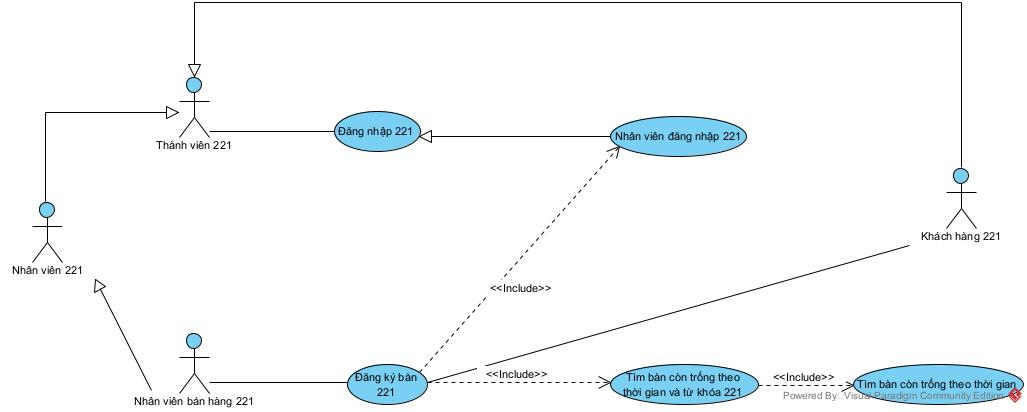 Thành viên 221
Đăng nhập 221
Nhân viên đăng nhập 221
Khách hàng 221
Nhân viên 221
<<Include>>
Nhân viên bán hàng 221
Đăng ký bàn
221
<<Include>>
Tìm bàn còn trống theo
thời gian và từ khóa 221
<<Include>>
Tìm bàn còn trống theo thời gian
Powered By Visual Paradigm Community Edition